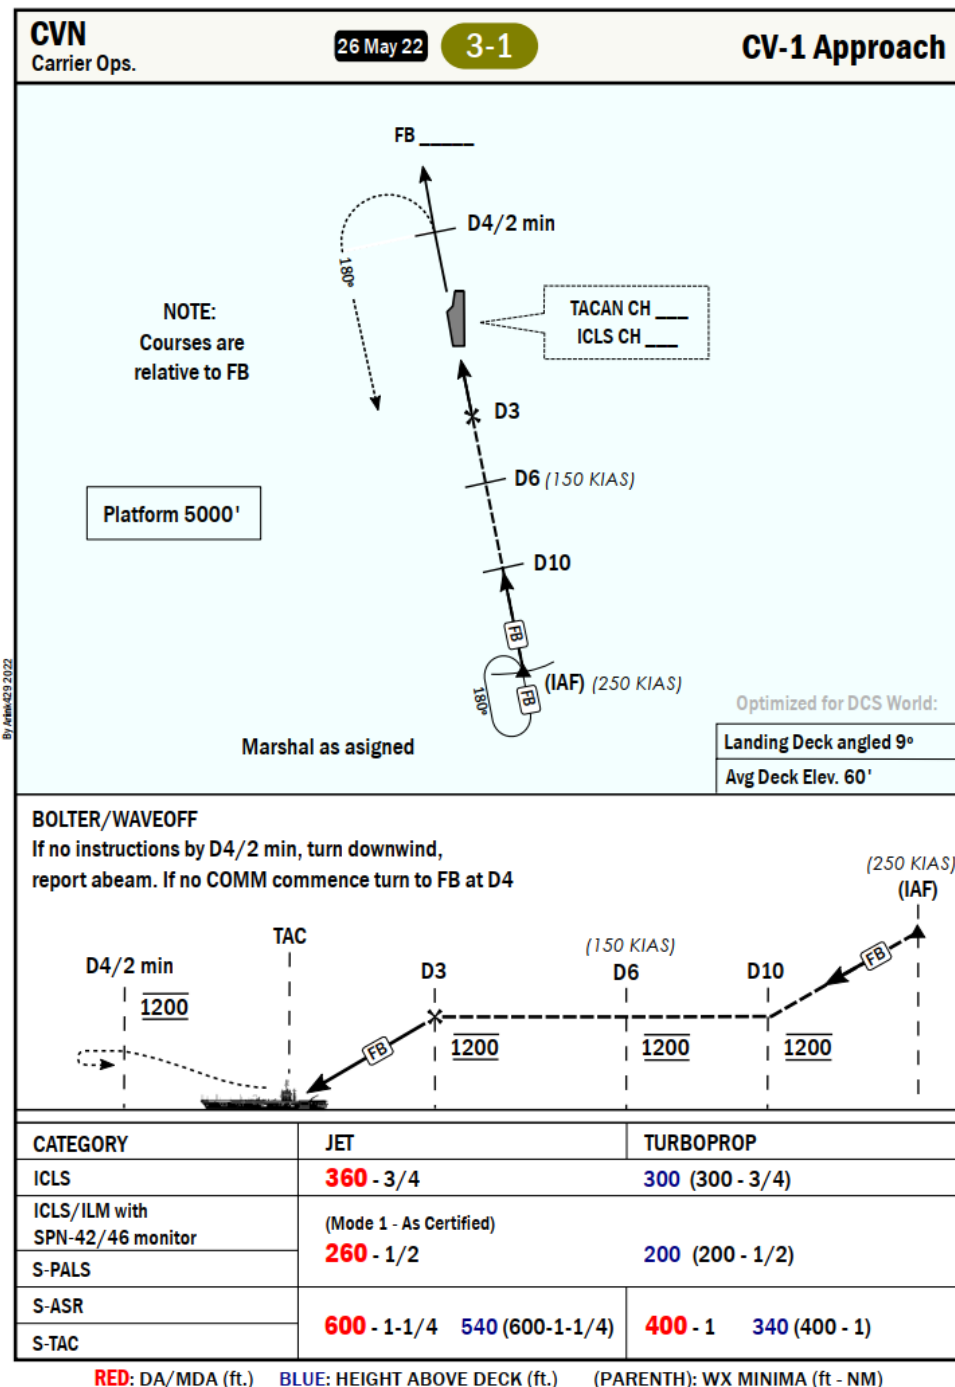 CVN
Carrier Ops.
26 May 22
3-1
CV-1 Approach
FB _____
D4/2 min
180º
NOTE:
Courses are
relative to FB
TACAN CH ___
ICLS CH ___
D3
D6 (150 KIAS)
Platform 5000'
D10
FB
(IAF) (250 KIAS)
FB
180º
Marshal as asigned
Optimized for DCS World:
Landing Deck angled 9º
Avg Deck Elev. 60'
By Arlink429 2022
BOLTER/WAVEOFF
If no instructions by D4/2 min, turn downwind,
report abeam. If no COMM commence turn to FB at D4
(250 KIAS)
(IAF)
TAC
(150 KIAS)
D4/2 min
D3
D6
D10
FB
1200
FB
1200
1200
1200
CATEGORY JET TURBOPROP
ICLS 360 - 3/4 300 (300 - 3/4)
ICLS/ILM with
SPN-42/46 monitor
(Mode 1 - As Certified)
260 - 1/2 200 (200 - 1/2)
S-PALS
S-ASR
600 - 1-1/4 540 (600-1-1/4) 400 - 1 340 (400 - 1)
S-TAC
RED: DA/MDA (ft.) BLUE: HEIGHT ABOVE DECK (ft.) (PARENTH): WX MINIMA (ft - NM)